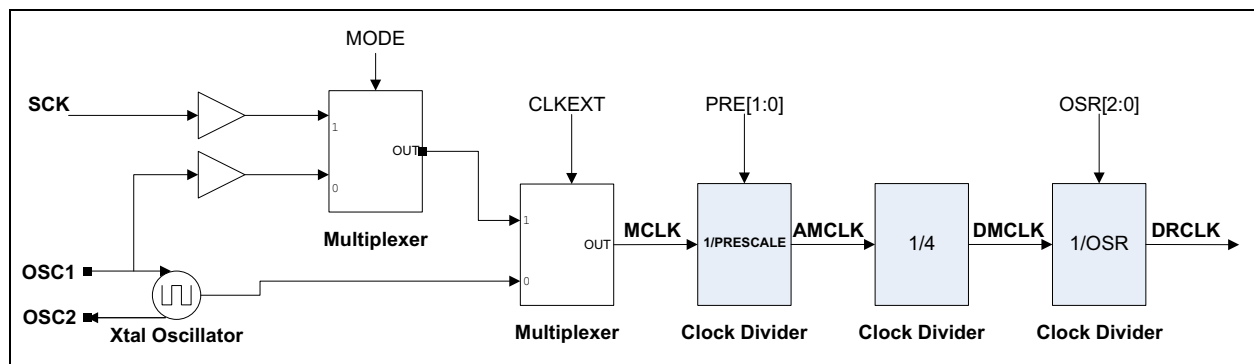 MODE
SCK
CLKEXT
PRE[1:0]
OSR[2:0]
1
OUT
0
Multiplexer
1
OUT
0
MCLK
1/PRESCALE
AMCLK
1/4
DMCLK
1/OSR
DRCLK
OSC1
OSC2
Xtal Oscillator
Multiplexer
Clock Divider
Clock Divider
Clock Divider